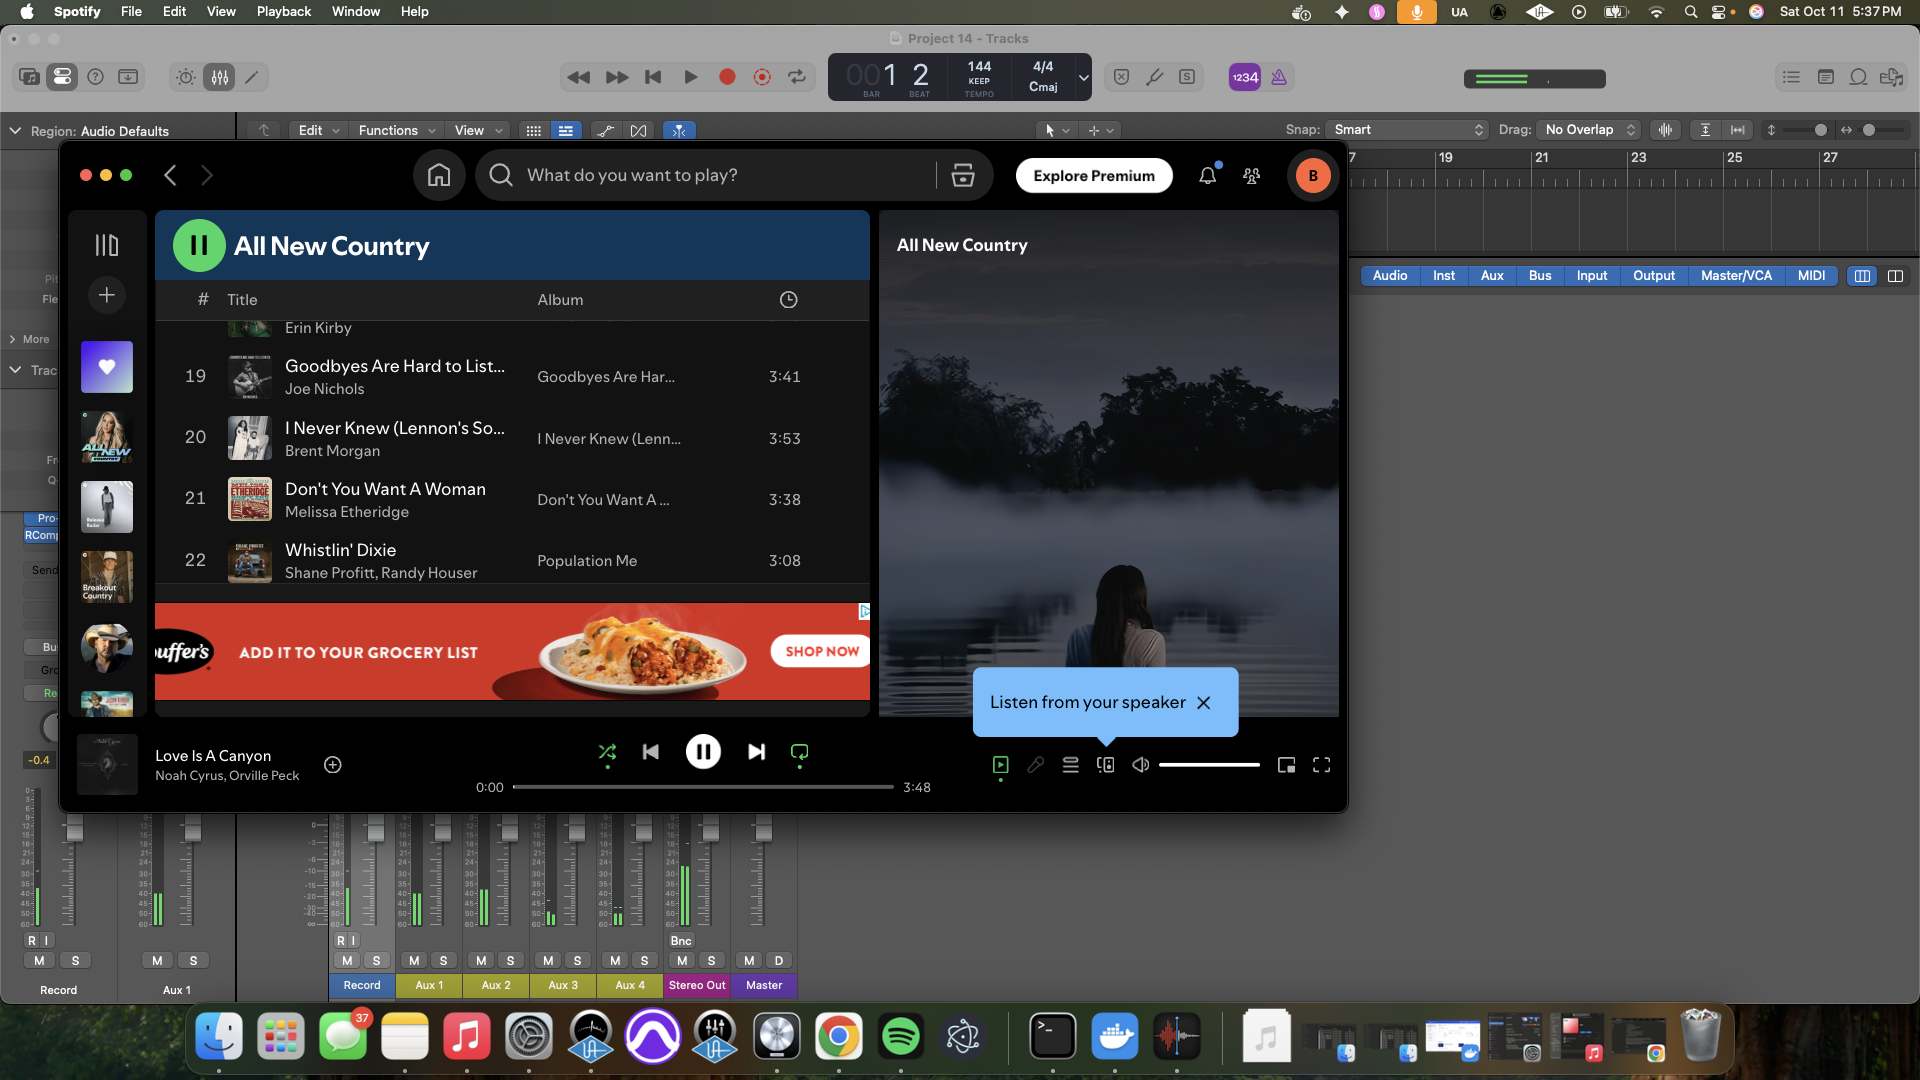 Spotify File Edit View Playback Window Help
UA Sat Oct 11 5:37 PM
Project 14 - Tracks
001 2 144 4/4
KEEP Cmaj
BAR BEAT TEMPO
1234
Region: Audio Defaults
Edit Functions View
Snap: Smart Drag: No Overlap
7 19 21 23 25 27
What do you want to play?
Explore Premium
B
All New Country
All New Country
Audio Inst Aux Bus Input Output Master/VCA MIDI
# Title Album
Erin Kirby
19 Goodbyes Are Hard to List... Goodbyes Are Har... 3:41
Joe Nichols
20 I Never Knew (Lennon's So... I Never Knew (Lenn... 3:53
Brent Morgan
21 Don't You Want A Woman Don't You Want A ... 3:38
Melissa Etheridge
22 Whistlin' Dixie Population Me 3:08
Shane Profitt, Randy Houser
More
ALL NEW COUNTRY
Release Radar
Breakout Country
ETHERIDGE
Pro-
RComp
Send
uffer's ADD IT TO YOUR GROCERY LIST SHOP NOW
Listen from your speaker
Love Is A Canyon
Noah Cyrus, Orville Peck
0:00 3:48
-0.4
R I
M S
M S
Record
Aux 1
R I
Bnc
M S M S M S M S M S M S M D
Record Aux 1 Aux 2 Aux 3 Aux 4 Stereo Out Master
37